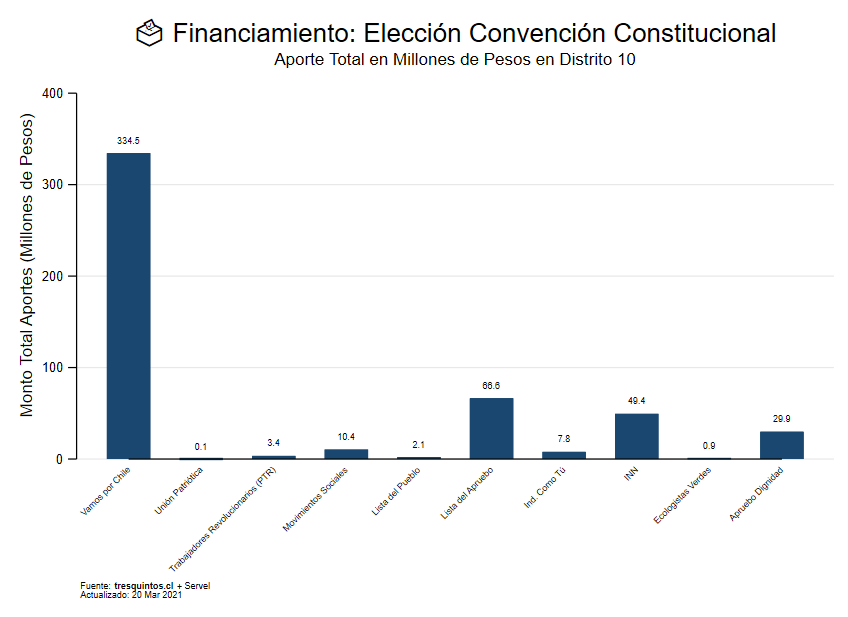 Financiamiento: Elección Convención Constitucional
Aporte Total en Millones de Pesos en Distrito 10
Monto Total Aportes (Millones de Pesos)
400
300
200
100
0
334.5
0.1
3.4
10.4
2.1
66.6
7.8
49.4
0.9
29.9
Vamos por Chile
Unión Patriótica
Trabajadores Revolucionarios (PTR)
Movimientos Sociales
Lista del Pueblo
Lista del Apruebo
Ind. Como Tú
INN
Ecologistas Verdes
Apruebo Dignidad
Fuente: tresquintos.cl + Servel
Actualizado: 20 Mar 2021